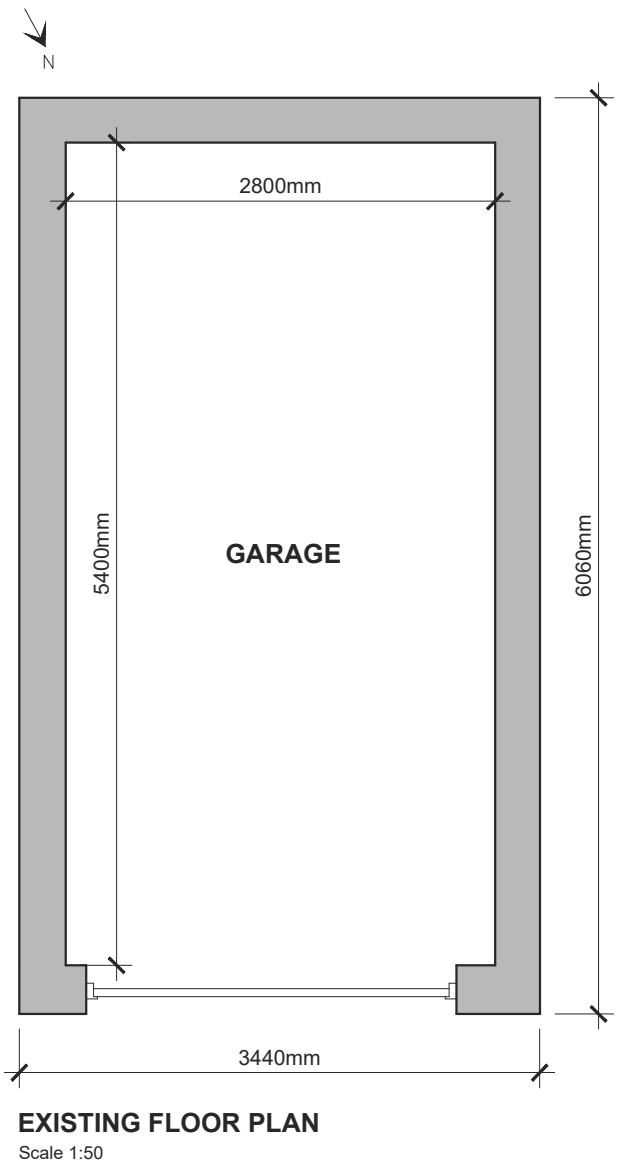 N
2800mm
5400mm
GARAGE
6060mm
3440mm
EXISTING FLOOR PLAN
Scale 1:50